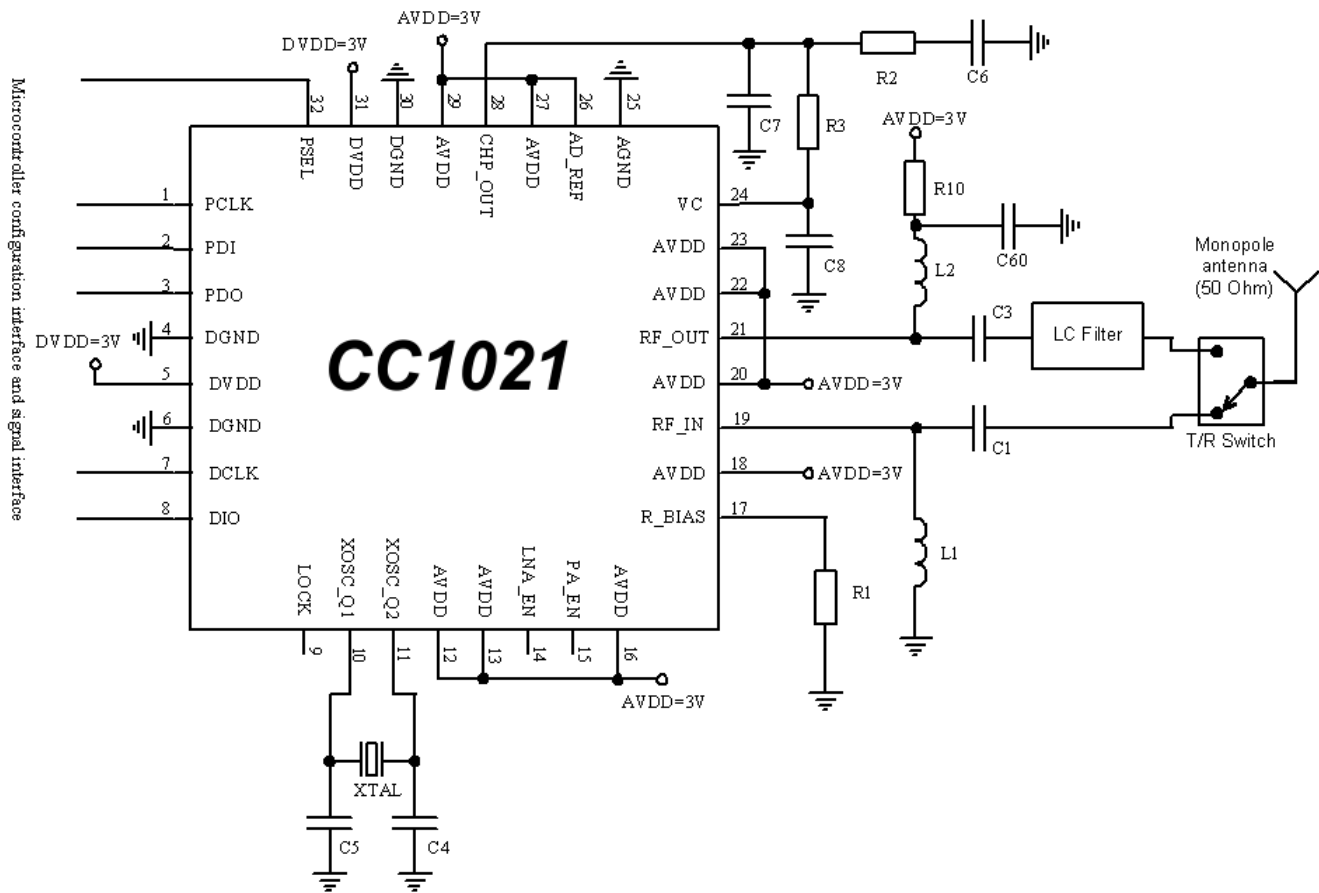 AVDD=3V
DVDD=3V
R2
C6
Microcontroller configuration interface and signal interface
32
31
30
29
28
27
26
25
PSEL
DVDD
DGND
AVDD
CHP_OUT
AVDD
AD_REF
AGND
C7
R3
AVDD=3V
R10
C60
L2
C8
1 PCLK
2 PDI
3 PDO
4 DGND
DVDD=3V
5 DVDD
6 DGND
7 DCLK
8 DIO
CC1021
VC 24
AVDD 23
AVDD 22
RF_OUT 21
AVDD 20
AVDD=3V
RF_IN 19
AVDD 18
AVDD=3V
R_BIAS 17
C3
LC Filter
C1
Monopole
antenna
(50 Ohm)
T/R Switch
L1
R1
LOCK
XOSC_Q1
XOSC_Q2
AVDD
AVDD
LNA_EN
PA_EN
AVDD
9
10
11
12
13
14
15
16
AVDD=3V
XTAL
C5
C4